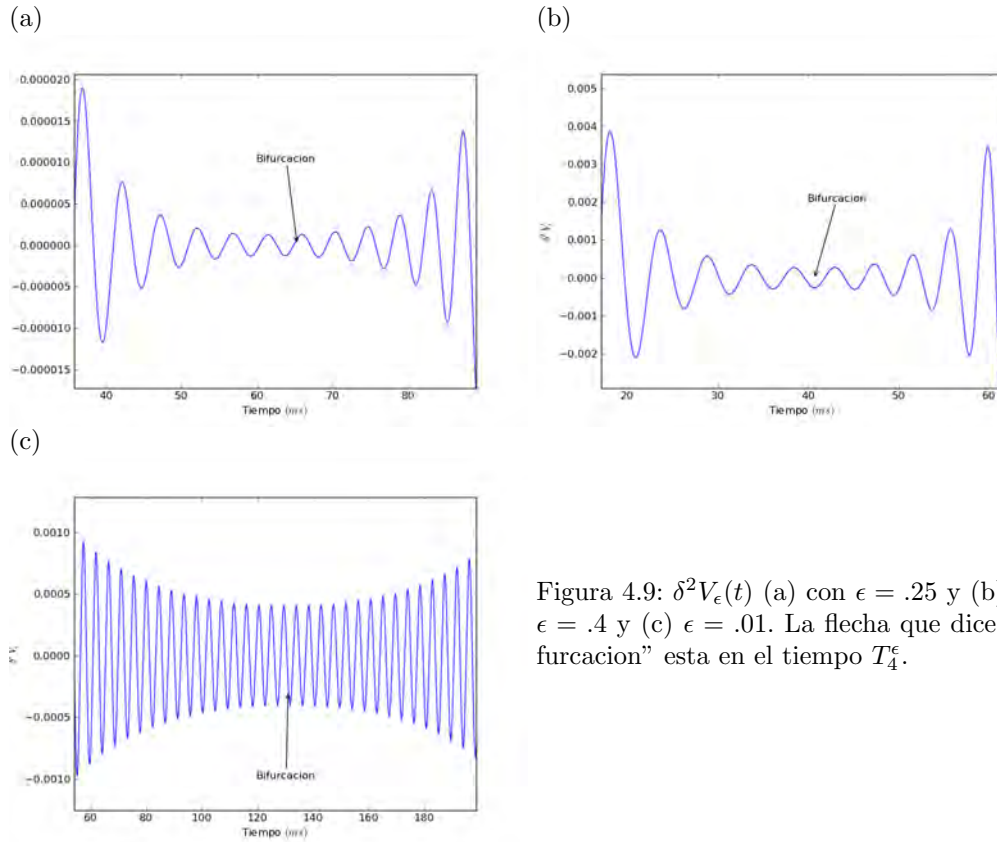 (a)
(b)
0.000020
0.000015
0.000010
0.000005
0.000000
−0.000005
−0.000010
−0.000015
Bifurcacion
40 50 60 70 80
Tiempo (ms)
0.005
0.004
0.003
0.002
0.001
0.000
−0.001
−0.002
Bifurcacion
20 30 40 50 60
Tiempo (ms)
(c)
0.0010
0.0005
0.0000
−0.0005
−0.0010
Bifurcacion
60 80 100 120 140 160 180
Tiempo (ms)
Figura 4.9: δ²V_ϵ(t) (a) con ϵ = .25 y (b)
ϵ = .4 y (c) ϵ = .01. La flecha que dice
furcacion” esta en el tiempo T₄^ϵ.